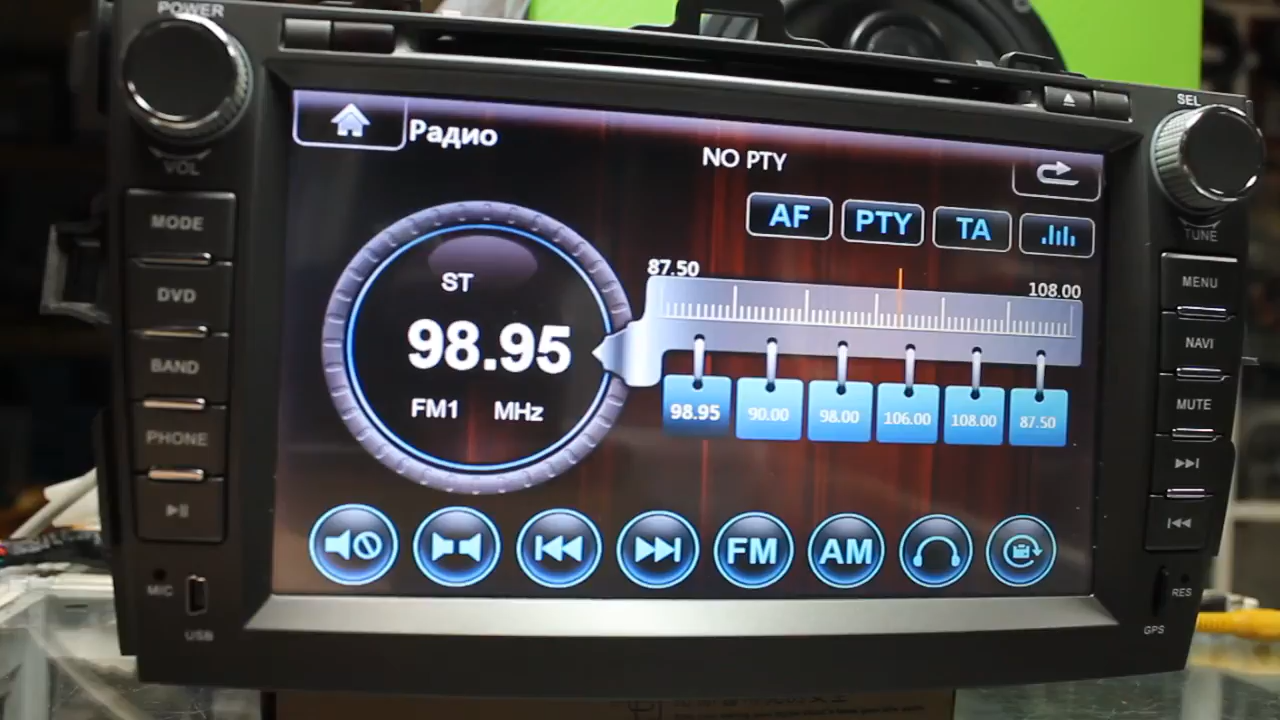 POWER
VOL
MODE
DVD
BAND
PHONE
MIC
USB
Радио
NO PTY
AF PTY TA
ST
98.95
FM1 MHz
87.50 108.00
98.95 90.00 98.00 106.00 108.00 87.50
FM AM
SEL
TUNE
MENU
NAVI
MUTE
RES
GPS